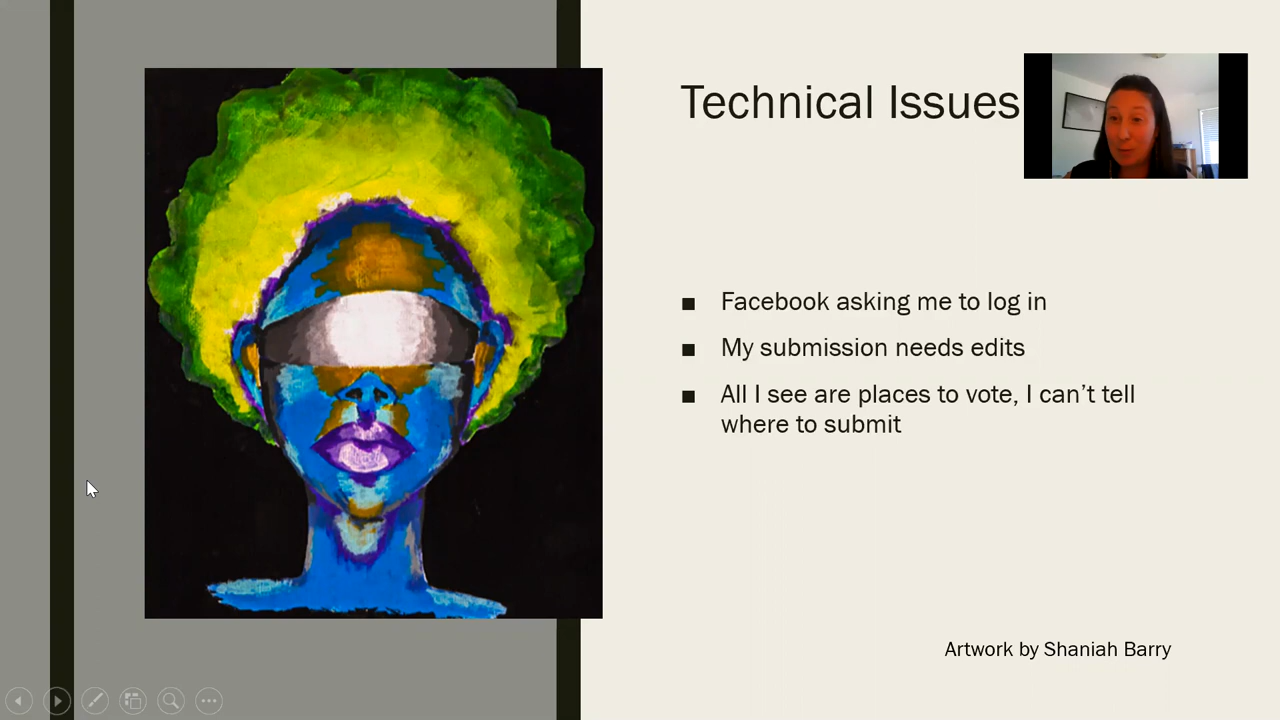 Technical Issues
Facebook asking me to log in
My submission needs edits
All I see are places to vote, I can’t tell
where to submit
Artwork by Shaniah Barry